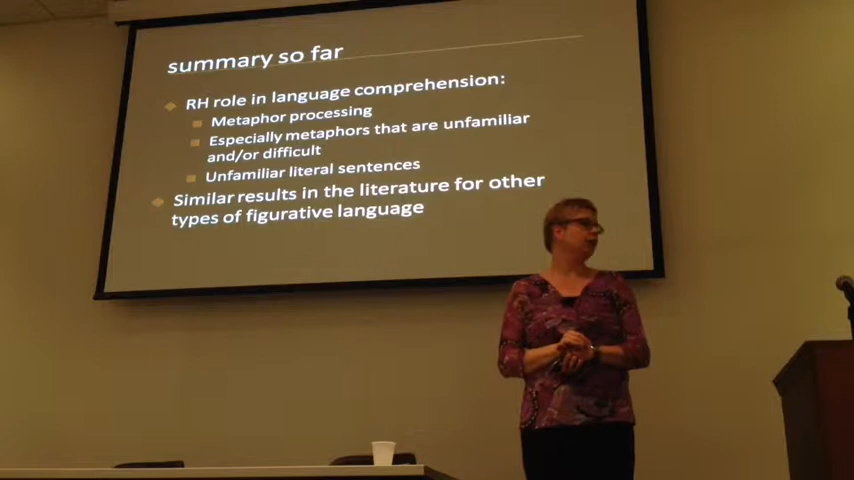 summary so far
RH role in language comprehension:
Metaphor processing
Especially metaphors that are unfamiliar
and/or difficult
Unfamiliar literal sentences
Similar results in the literature for other
types of figurative language